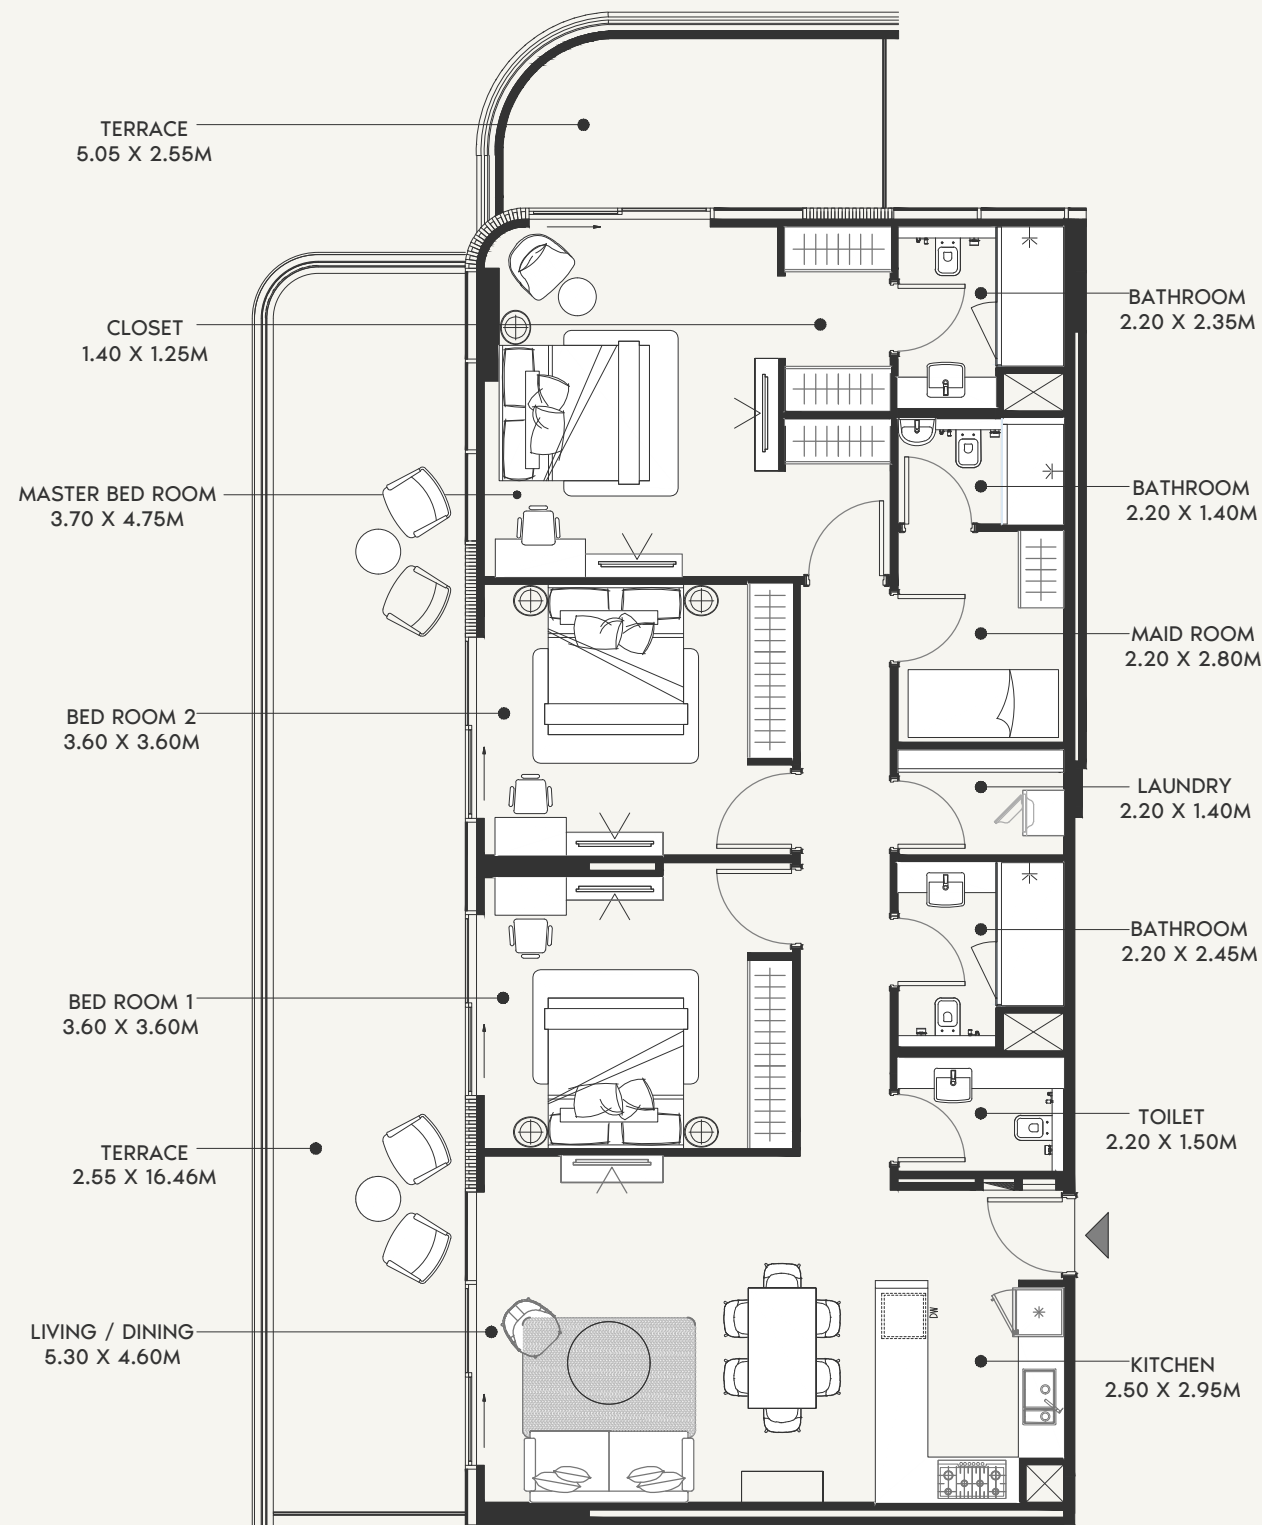 TERRACE
5.05 X 2.55M
CLOSET
1.40 X 1.25M
MASTER BED ROOM
3.70 X 4.75M
BED ROOM 2
3.60 X 3.60M
BED ROOM 1
3.60 X 3.60M
TERRACE
2.55 X 16.46M
LIVING / DINING
5.30 X 4.60M
BATHROOM
2.20 X 2.35M
BATHROOM
2.20 X 1.40M
MAID ROOM
2.20 X 2.80M
LAUNDRY
2.20 X 1.40M
BATHROOM
2.20 X 2.45M
TOILET
2.20 X 1.50M
DW
KITCHEN
2.50 X 2.95M